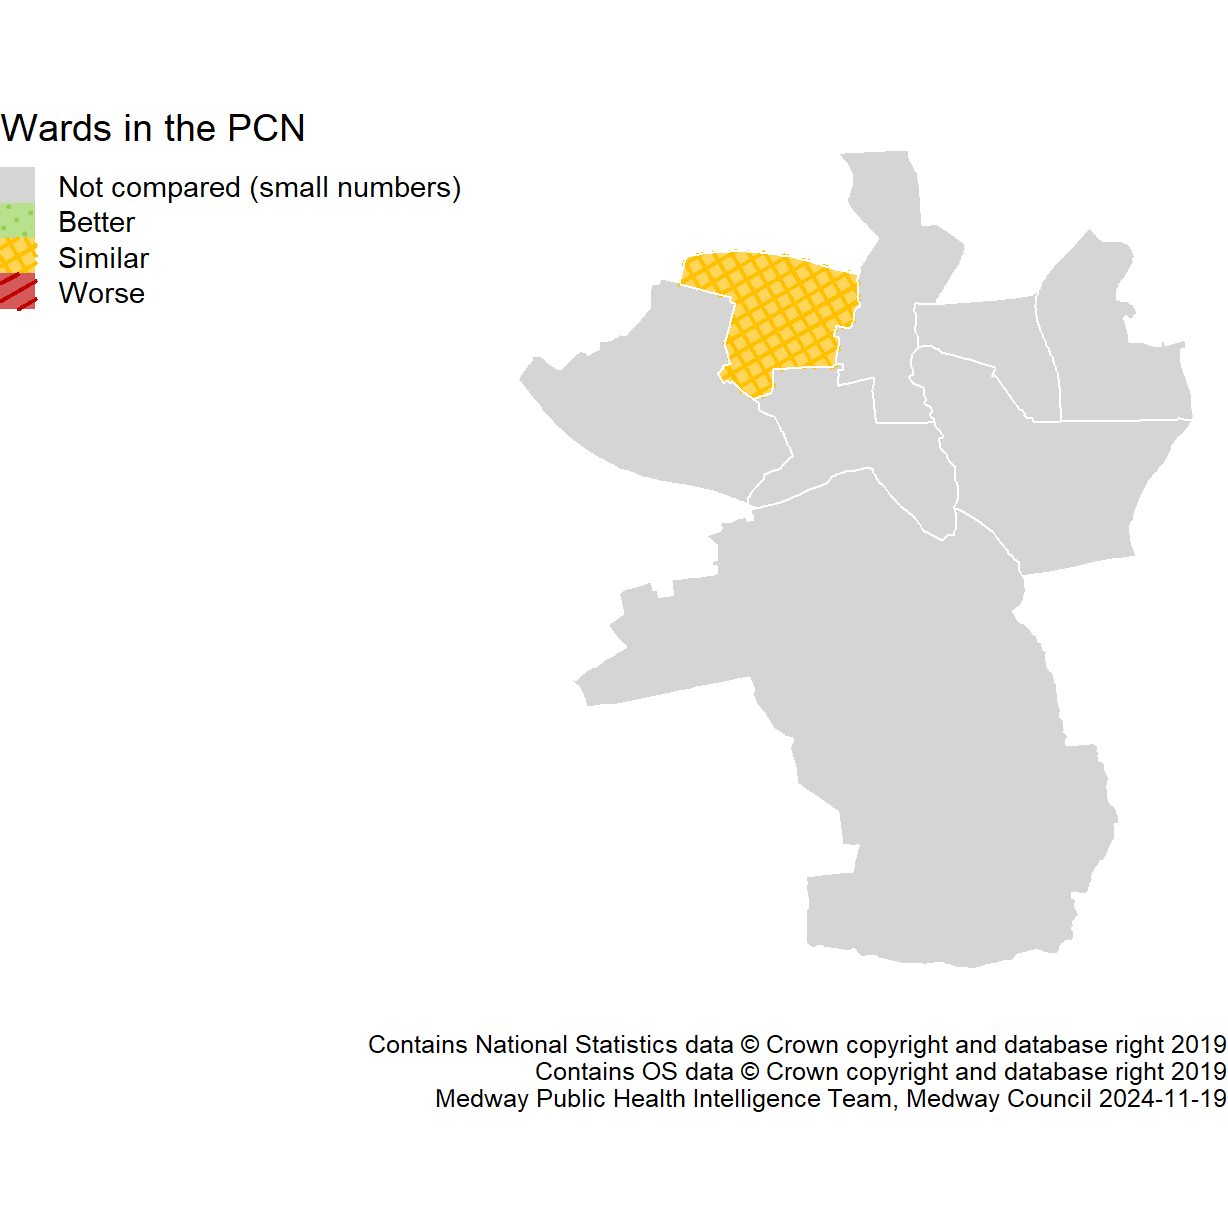 Wards in the PCN
Not compared (small numbers)
Better
Similar
Worse
Contains National Statistics data © Crown copyright and database right 2019
Contains OS data © Crown copyright and database right 2019
Medway Public Health Intelligence Team, Medway Council 2024-11-19